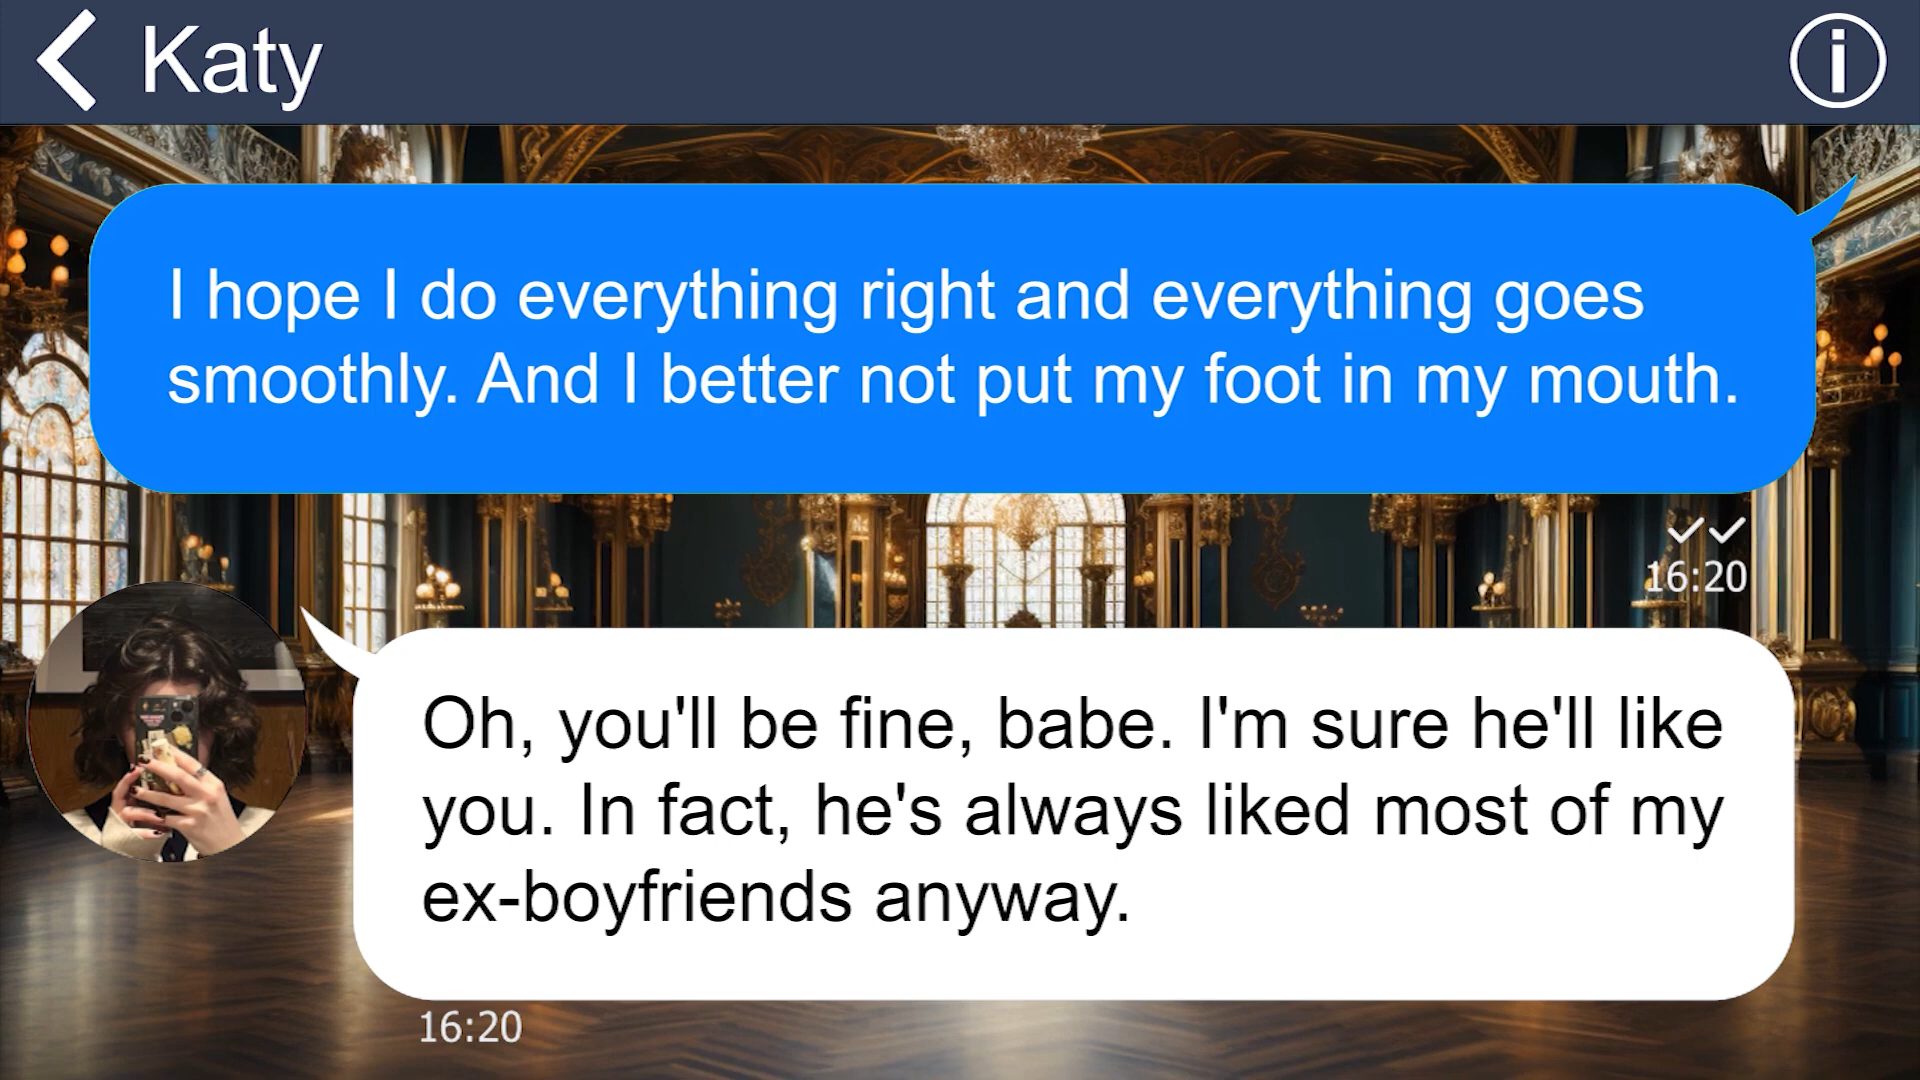 Katy
I hope I do everything right and everything goes
smoothly. And I better not put my foot in my mouth.
16:20
Oh, you'll be fine, babe. I'm sure he'll like
you. In fact, he's always liked most of my
ex-boyfriends anyway.
16:20